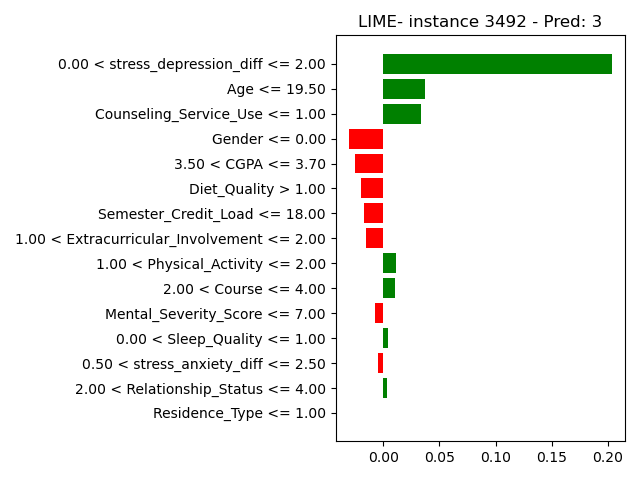 LIME- instance 3492 - Pred: 3
0.00 < stress_depression_diff <= 2.00
Age <= 19.50
Counseling_Service_Use <= 1.00
Gender <= 0.00
3.50 < CGPA <= 3.70
Diet_Quality > 1.00
Semester_Credit_Load <= 18.00
1.00 < Extracurricular_Involvement <= 2.00
1.00 < Physical_Activity <= 2.00
2.00 < Course <= 4.00
Mental_Severity_Score <= 7.00
0.00 < Sleep_Quality <= 1.00
0.50 < stress_anxiety_diff <= 2.50
2.00 < Relationship_Status <= 4.00
Residence_Type <= 1.00
0.00 0.05 0.10 0.15 0.20